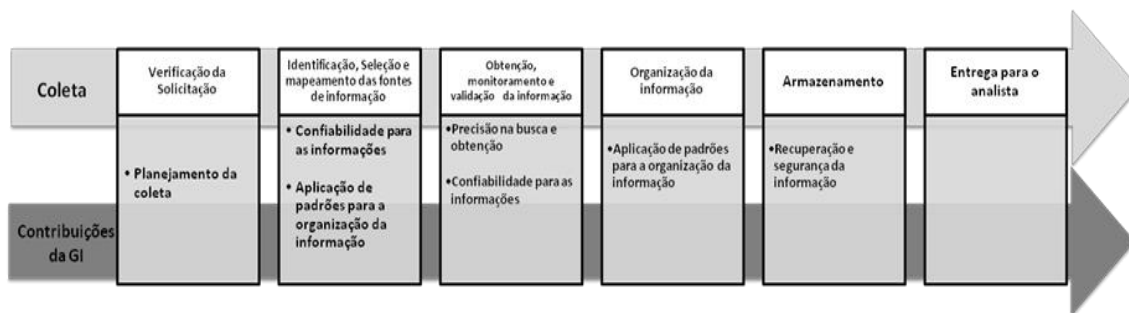 Coleta
Verificação da
Solicitação
Identificação, Seleção e
mapeamento das fontes
de informação
Obtenção,
monitoramento e
validação da informação
Organização da
informação
Armazenamento
Entrega para o
analista
Contribuições
da GI
• Planejamento da
coleta
• Confiabilidade para
as informações
• Aplicação de
padrões para a
organização da
informação
•Precisão na busca e
obtenção
•Confiabilidade para as
informações
•Aplicação de padrões
para a organização da
informação
•Recuperação e
segurança da
informação